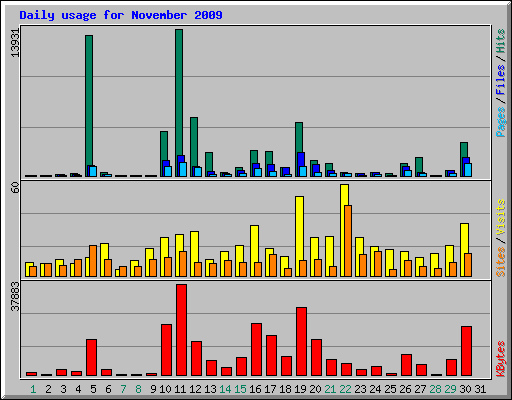 Daily usage for November 2009
13931
Pages / Files / Hits
60
Sites / Visits
37883
KBytes
1 2 3 4 5 6 7 8 9 10 11 12 13 14 15 16 17 18 19 20 21 22 23 24 25 26 27 28 29 30 31